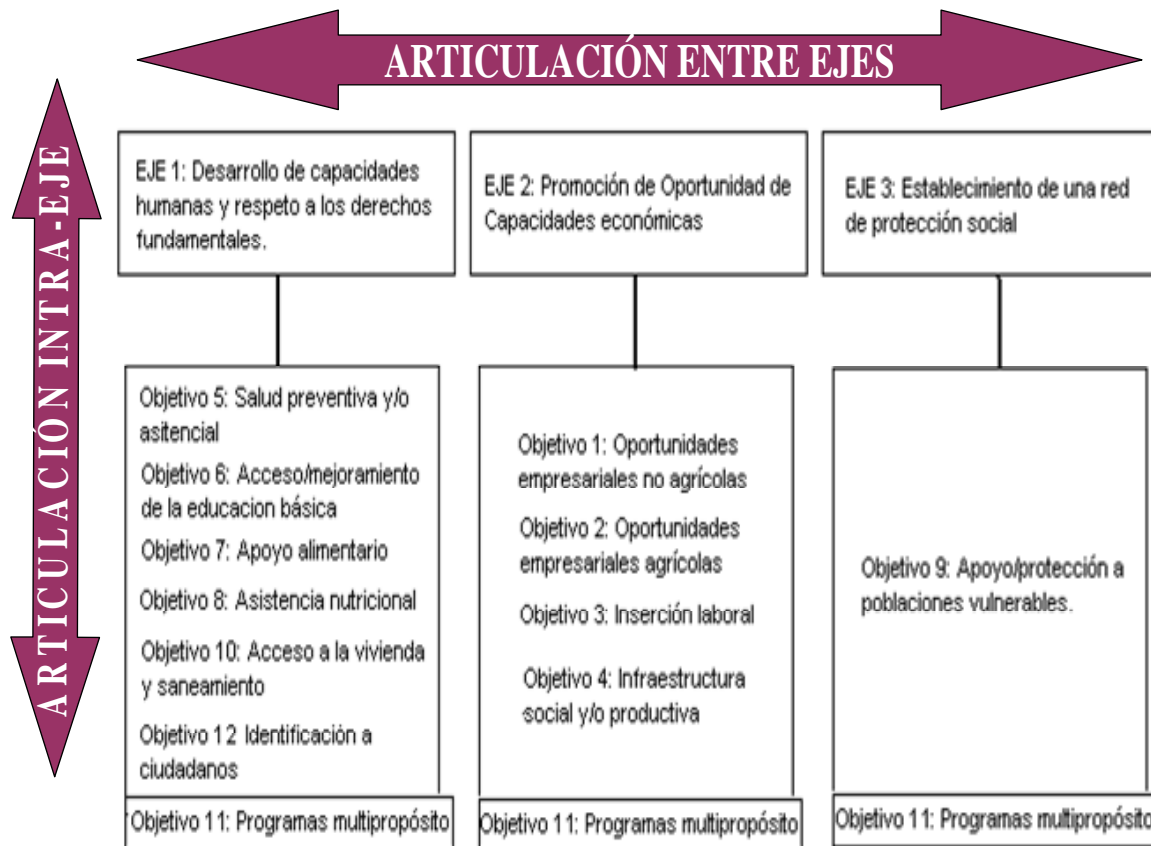 ARTICULACIÓN ENTRE EJES
ARTICULACIÓN INTRA-EJE
EJE 1: Desarrollo de capacidades
humanas y respeto a los derechos
fundamentales.
EJE 2: Promoción de Oportunidad de
Capacidades económicas
EJE 3: Establecimiento de una red
de protección social
Objetivo 5: Salud preventiva y/o
asitencial
Objetivo 6: Acceso/mejoramiento
de la educacion básica
Objetivo 7: Apoyo alimentario
Objetivo 8: Asistencia nutricional
Objetivo 10: Acceso a la vivienda
y saneamiento
Objetivo 12 Identificación a
ciudadanos
Objetivo 11: Programas multipropósito
Objetivo 1: Oportunidades
empresariales no agrícolas
Objetivo 2: Oportunidades
empresariales agrícolas
Objetivo 3: Inserción laboral
Objetivo 4: Infraestructura
social y/o productiva
Objetivo 11: Programas multipropósito
Objetivo 9: Apoyo/protección a
poblaciones vulnerables.
Objetivo 11: Programas multipropósito